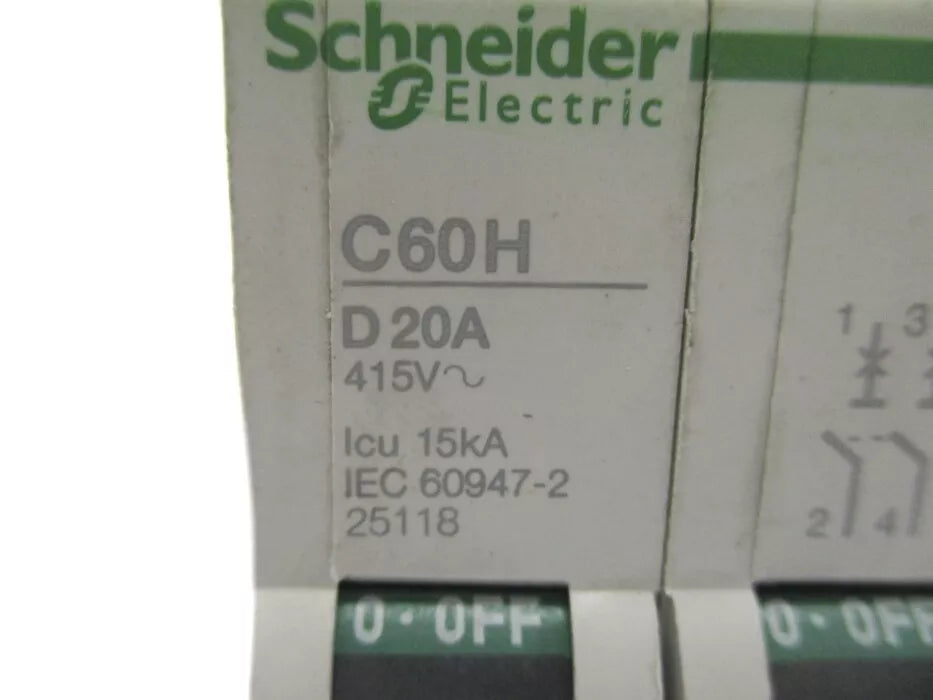 Schneider
Electric
C60H
D 20A
415V~
Icu 15kA
IEC 60947-2
25118
1 3
2 4
0 · OFF
0 · OFF